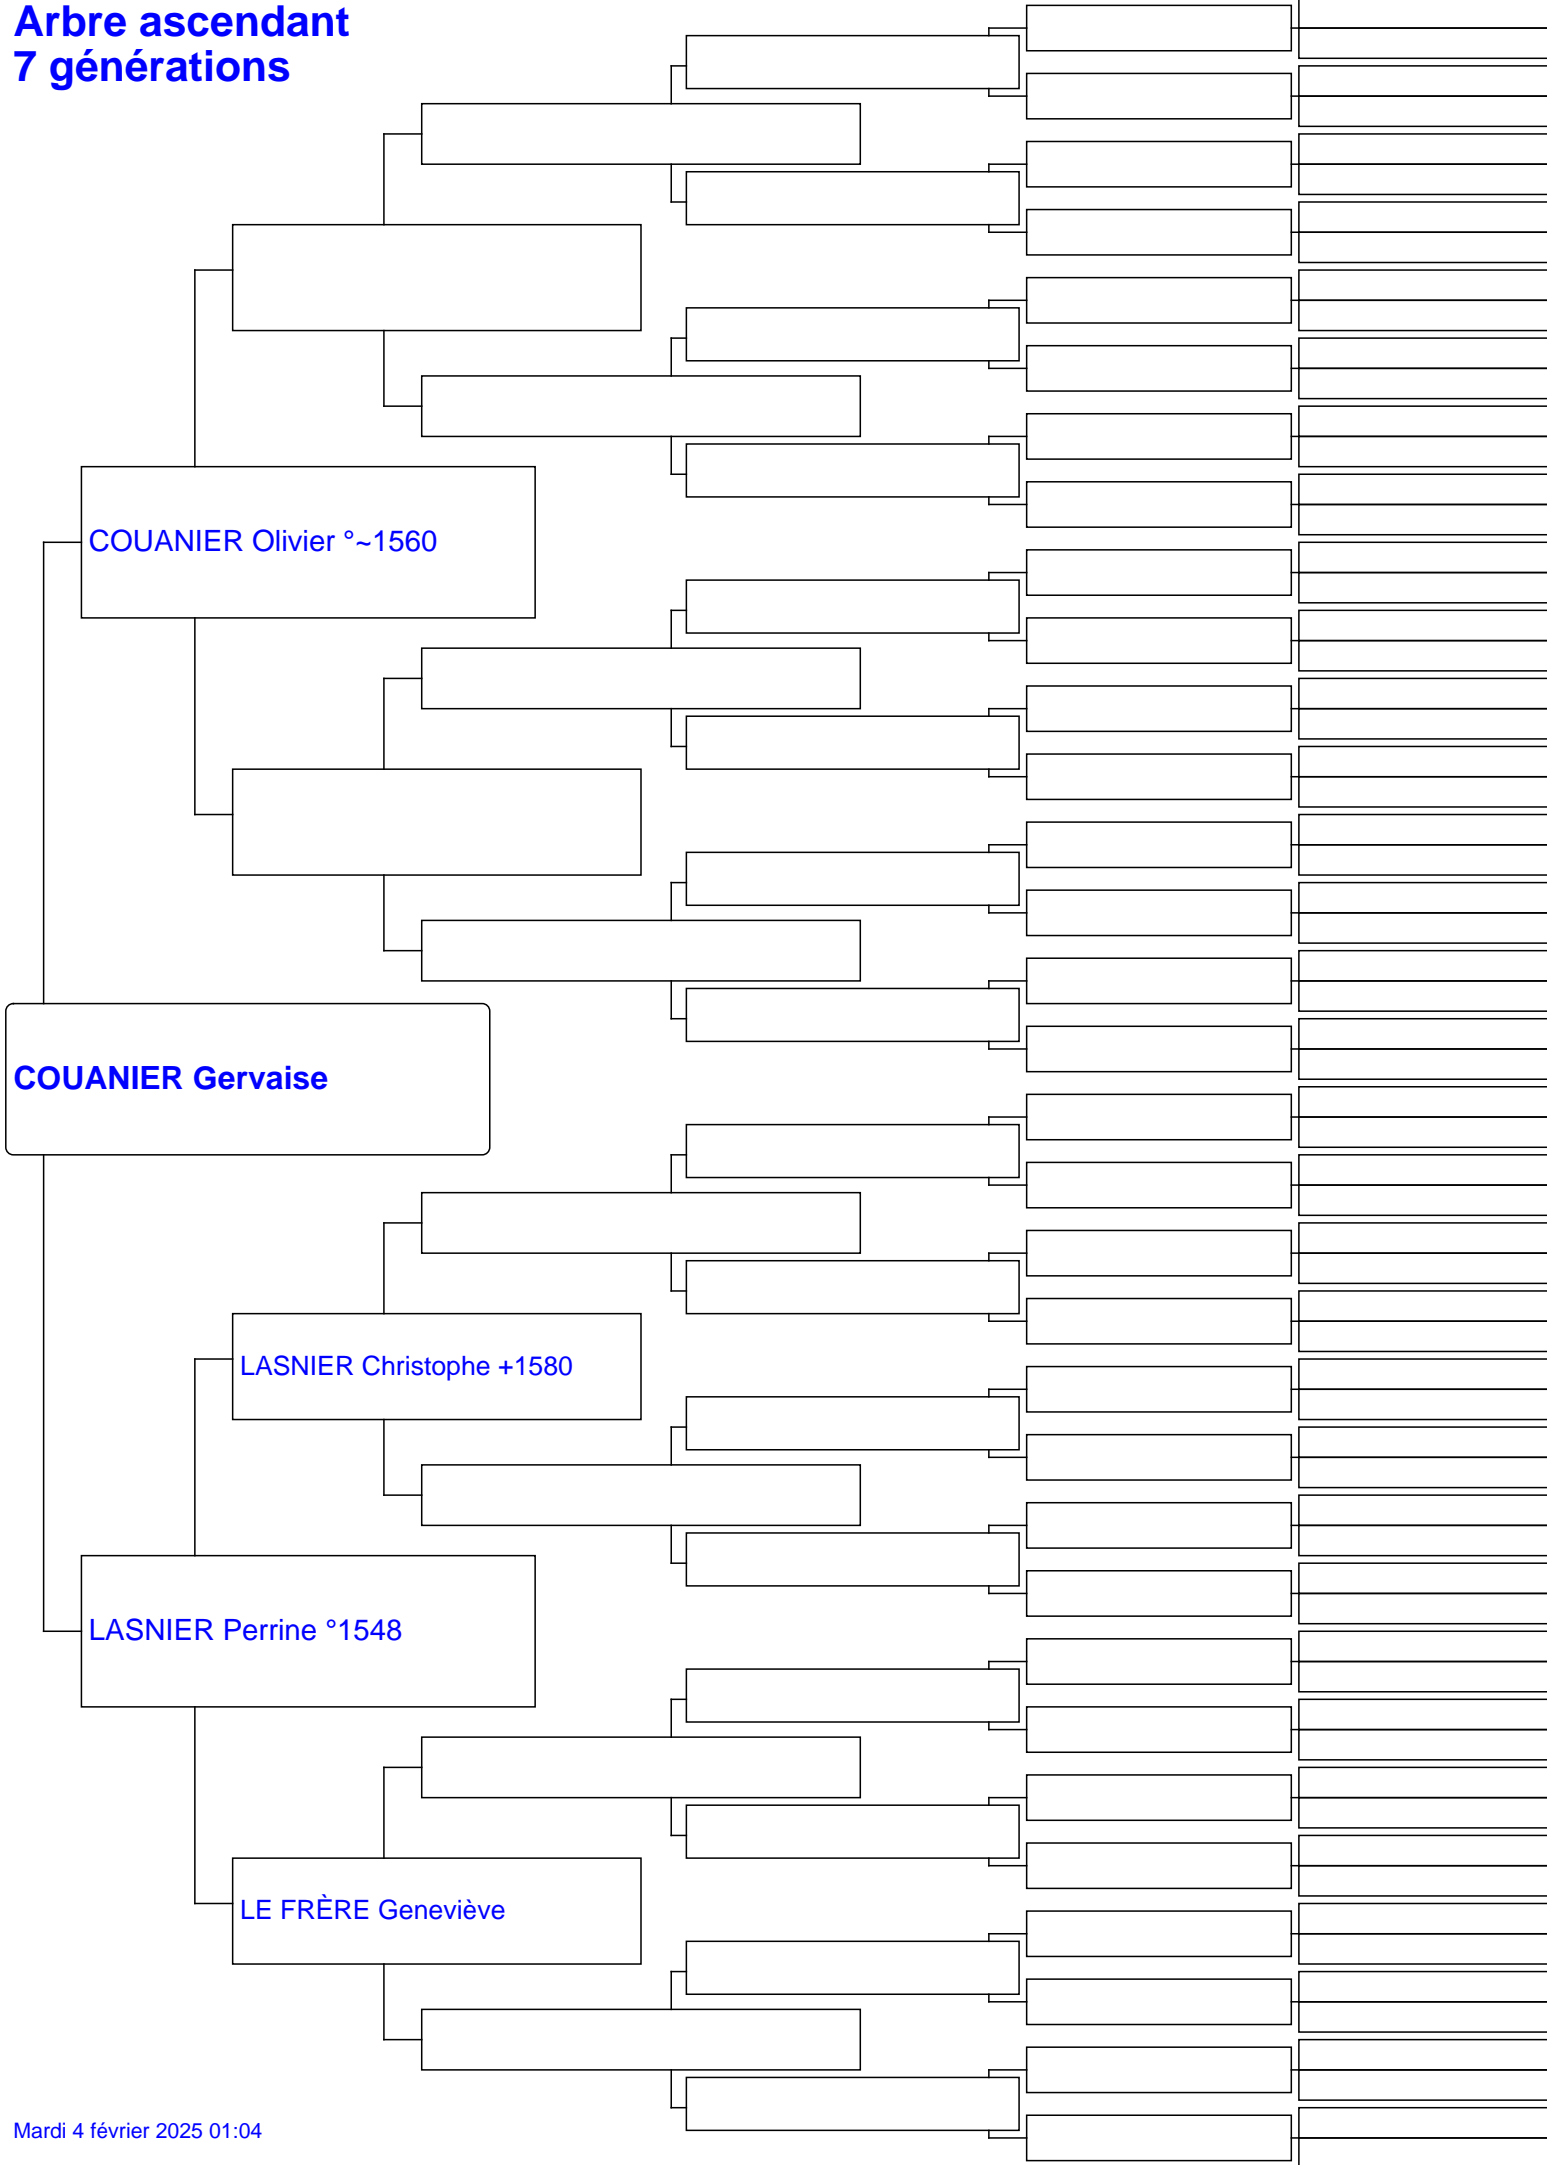 Arbre ascendant
7 générations
COUANIER Olivier °~1560
COUANIER Gervaise
LASNIER Christophe +1580
LASNIER Perrine °1548
LE FRÈRE Geneviève
Mardi 4 février 2025 01:04